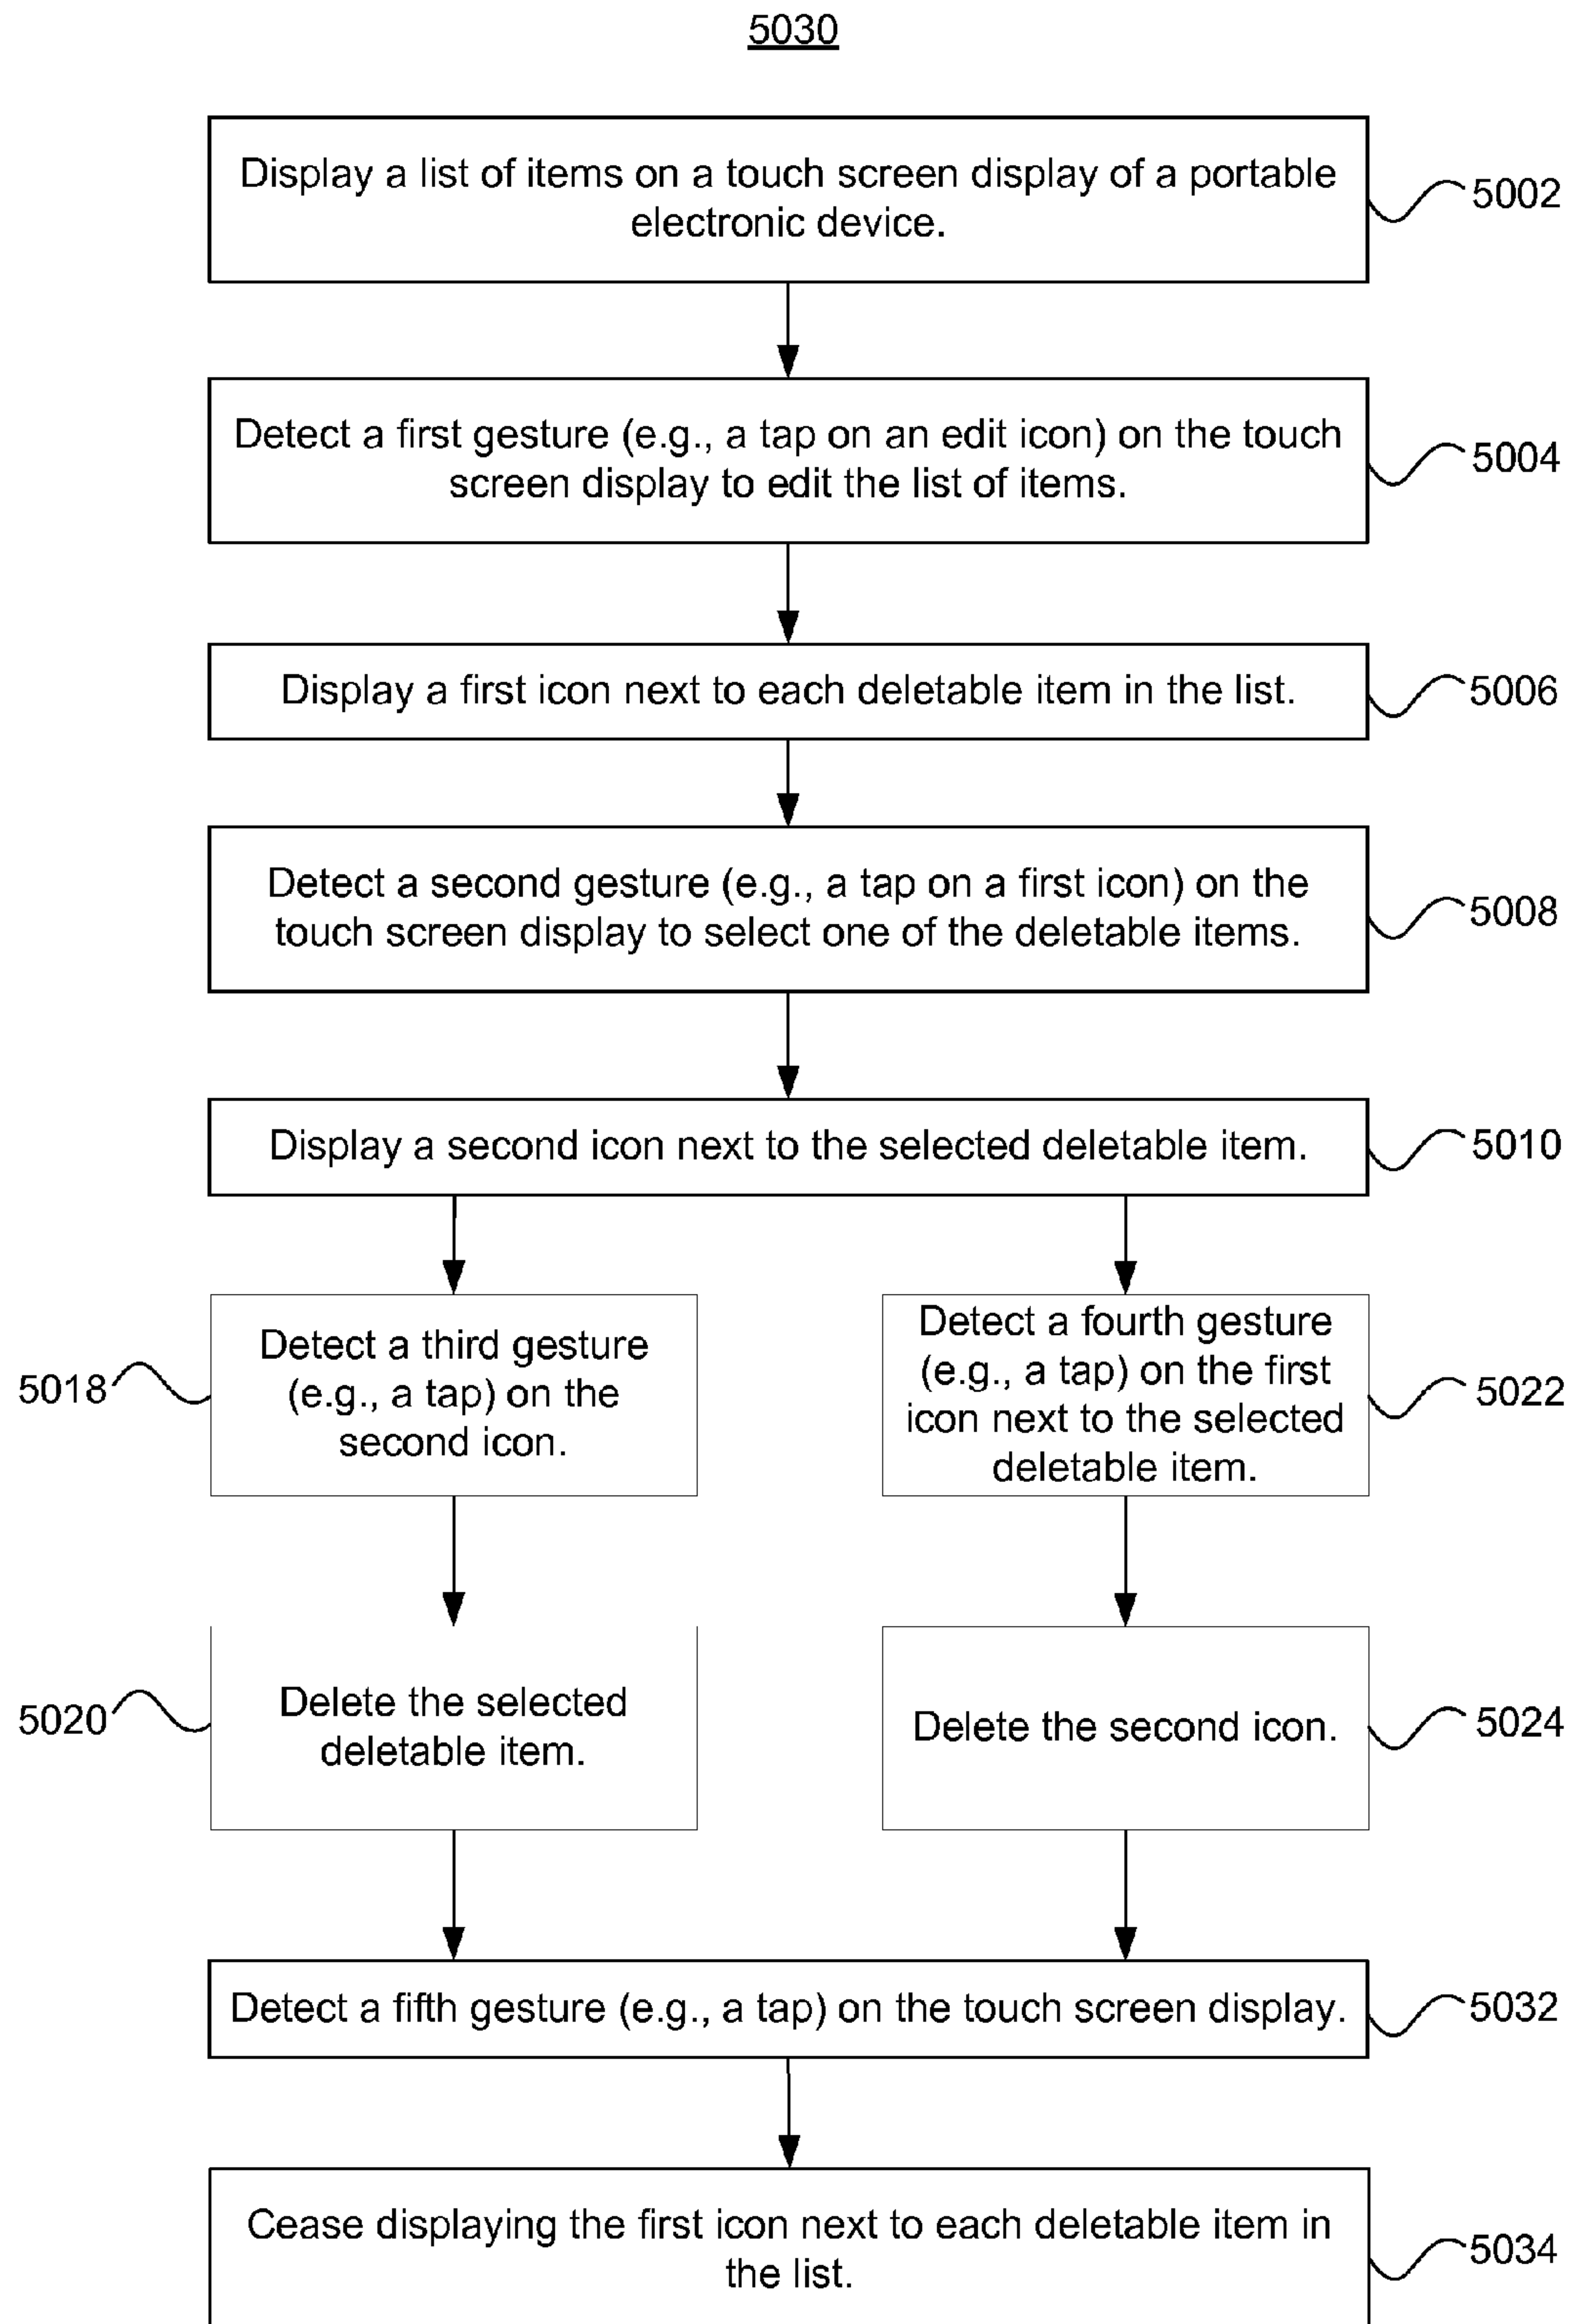 5030
Display a list of items on a touch screen display of a portable
electronic device.
5002
Detect a first gesture (e.g., a tap on an edit icon) on the touch
screen display to edit the list of items.
5004
Display a first icon next to each deletable item in the list.
5006
Detect a second gesture (e.g., a tap on a first icon) on the
touch screen display to select one of the deletable items.
5008
Display a second icon next to the selected deletable item.
5010
5018
Detect a third gesture
(e.g., a tap) on the
second icon.
Detect a fourth gesture
(e.g., a tap) on the first
icon next to the selected
deletable item.
5022
5020
Delete the selected
deletable item.
Delete the second icon.
5024
Detect a fifth gesture (e.g., a tap) on the touch screen display.
5032
Cease displaying the first icon next to each deletable item in
the list.
5034